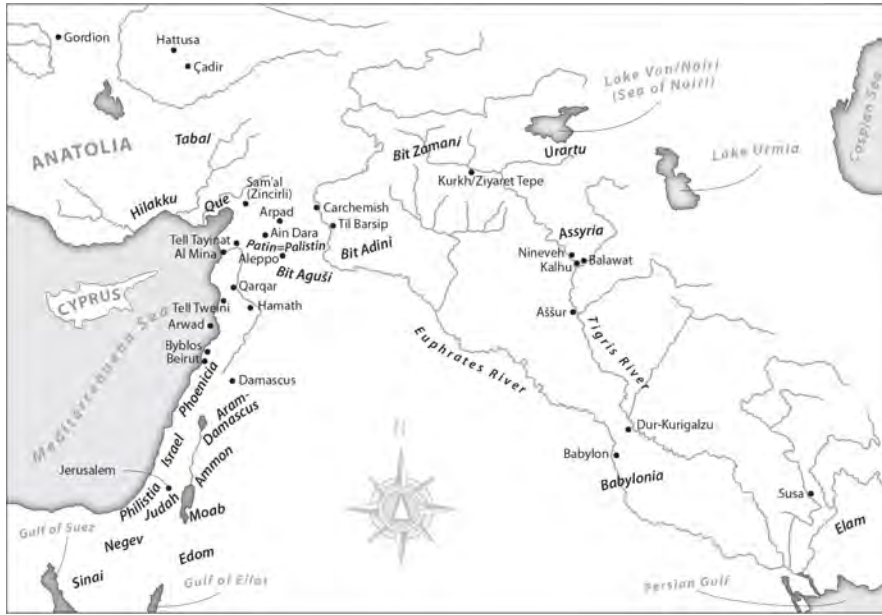 Gordion
Hattusa
Çadir
Lake Van/Nairi
(Sea of Nairi)
Caspian Sea
ANATOLIA
Tabal
Bit Zamani
Urartu
Lake Urmia
Kurkh/Ziyaret Tepe
Hilakku
Que
Sam'al
(Zincirli)
Arpad
Carchemish
Til Barsip
Ain Dara
Tell Tayinat
Patin=Palistin
Al Mina
Aleppo
Bit Adini
Bit Aguši
Assyria
Nineveh
Kalhu
Balawat
CYPRUS
Qarqar
Tell Tweini
Hamath
Arwad
Aššur
Mediterranean Sea
Byblos
Beirut
Phoenicia
Euphrates River
Tigris River
Damascus
Aram-
Damascus
Israel
Ammon
N
Dur-Kurigalzu
Babylon
Babylonia
Jerusalem
Philistia
Judah
Moab
Susa
Elam
Gulf of Suez
Negev
Edom
Sinai
Gulf of Eilat
Persian Gulf